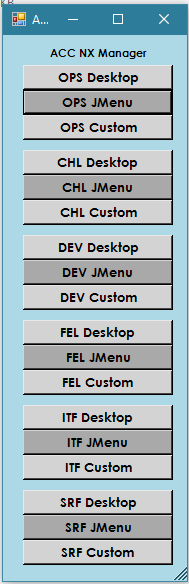 A...
ACC NX Manager
OPS Desktop
OPS JMenu
OPS Custom
CHL Desktop
CHL JMenu
CHL Custom
DEV Desktop
DEV JMenu
DEV Custom
FEL Desktop
FEL JMenu
FEL Custom
ITF Desktop
ITF JMenu
ITF Custom
SRF Desktop
SRF JMenu
SRF Custom